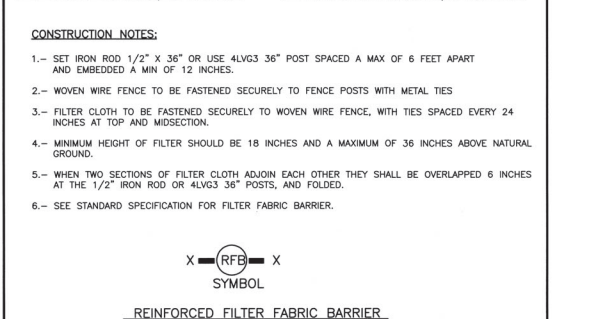 CONSTRUCTION NOTES:
1.– SET IRON ROD 1/2" X 36" OR USE 4LVG3 36" POST SPACED A MAX OF 6 FEET APART
AND EMBEDDED A MIN OF 12 INCHES.
2.– WOVEN WIRE FENCE TO BE FASTENED SECURELY TO FENCE POSTS WITH METAL TIES
3.– FILTER CLOTH TO BE FASTENED SECURELY TO WOVEN WIRE FENCE, WITH TIES SPACED EVERY 24
INCHES AT TOP AND MIDSECTION.
4.– MINIMUM HEIGHT OF FILTER SHOULD BE 18 INCHES AND A MAXIMUM OF 36 INCHES ABOVE NATURAL
GROUND.
5.– WHEN TWO SECTIONS OF FILTER CLOTH ADJOIN EACH OTHER THEY SHALL BE OVERLAPPED 6 INCHES
AT THE 1/2" IRON ROD OR 4LVG3 36" POSTS, AND FOLDED.
6.– SEE STANDARD SPECIFICATION FOR FILTER FABRIC BARRIER.
X RFB X
SYMBOL
REINFORCED FILTER FABRIC BARRIER